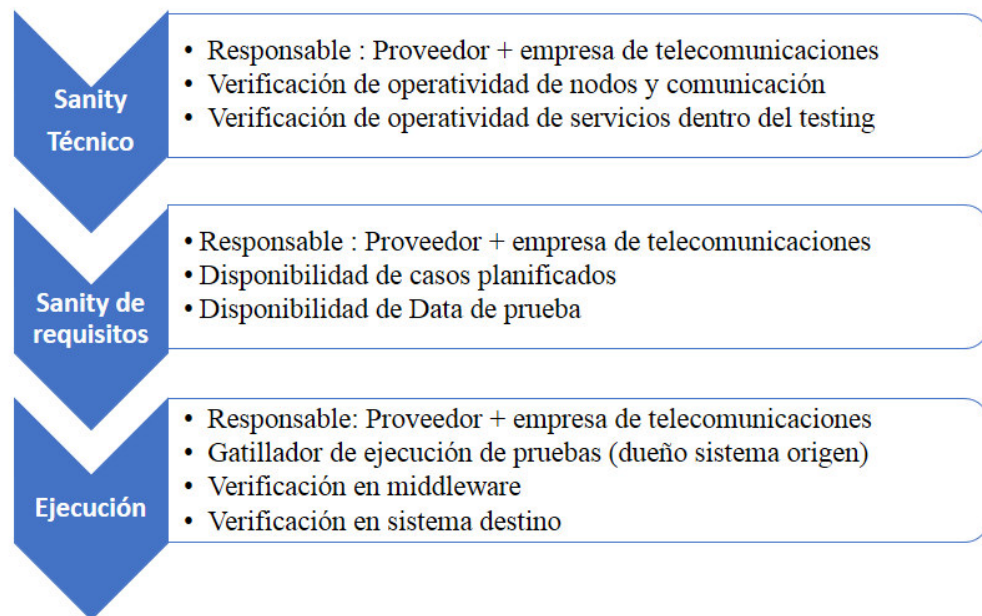 Sanity
Técnico
• Responsable : Proveedor + empresa de telecomunicaciones
• Verificación de operatividad de nodos y comunicación
• Verificación de operatividad de servicios dentro del testing
Sanity de
requisitos
• Responsable : Proveedor + empresa de telecomunicaciones
• Disponibilidad de casos planificados
• Disponibilidad de Data de prueba
Ejecución
• Responsable: Proveedor + empresa de telecomunicaciones
• Gatillador de ejecución de pruebas (dueño sistema origen)
• Verificación en middleware
• Verificación en sistema destino